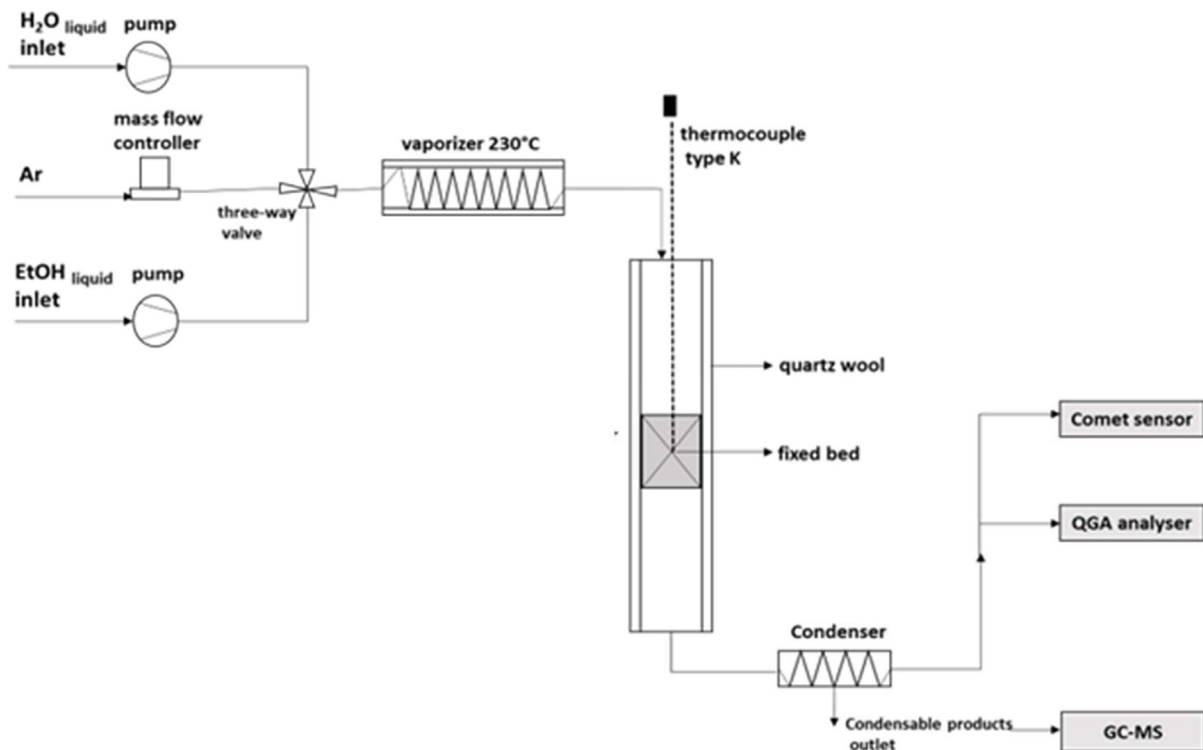 H₂O liquid pump
inlet
mass flow
controller
Ar
three-way
valve
EtOH liquid pump
inlet
vaporizer 230°C
thermocouple
type K
quartz wool
fixed bed
Comet sensor
QGA analyser
Condenser
Condensable products
outlet
GC-MS